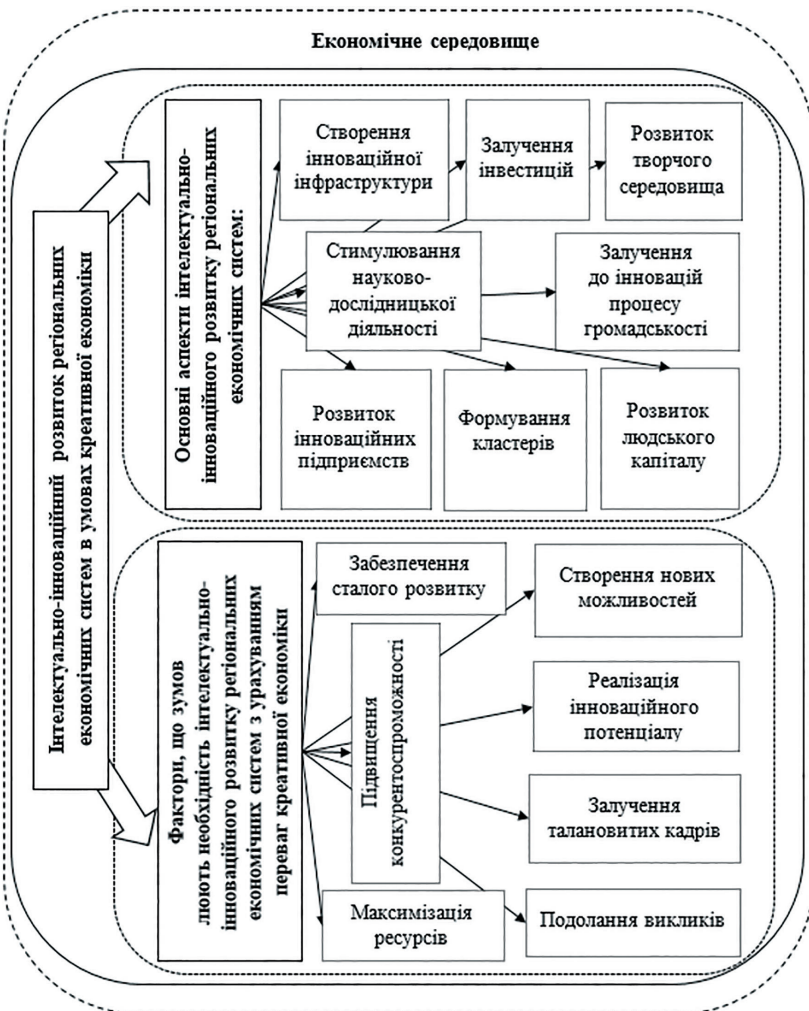 Економічне середовище
Інтелектуально-інноваційний розвиток регіональних
економічних систем в умовах креативної економіки
Основні аспекти інтелектуально-
інноваційного розвитку регіональних
економічних систем:
Створення
інноваційної
інфраструктури
Залучення
інвестицій
Розвиток
творчого
середовища
Стимулювання
науково-
дослідницької
діяльності
Залучення
до інновацій
процесу
громадськості
Розвиток
інноваційних
підприємств
Формування
кластерів
Розвиток
людського
капіталу
Фактори, що зумов
люють необхідність інтелектуально-
інноваційного розвитку регіональних
економічних систем з урахуванням
переваг креативної економіки
Забезпечення
сталого розвитку
Створення нових
можливостей
Підвищення
конкурентоспроможності
Реалізація
інноваційного
потенціалу
Залучення
талановитих кадрів
Максимізація
ресурсів
Подолання викликів